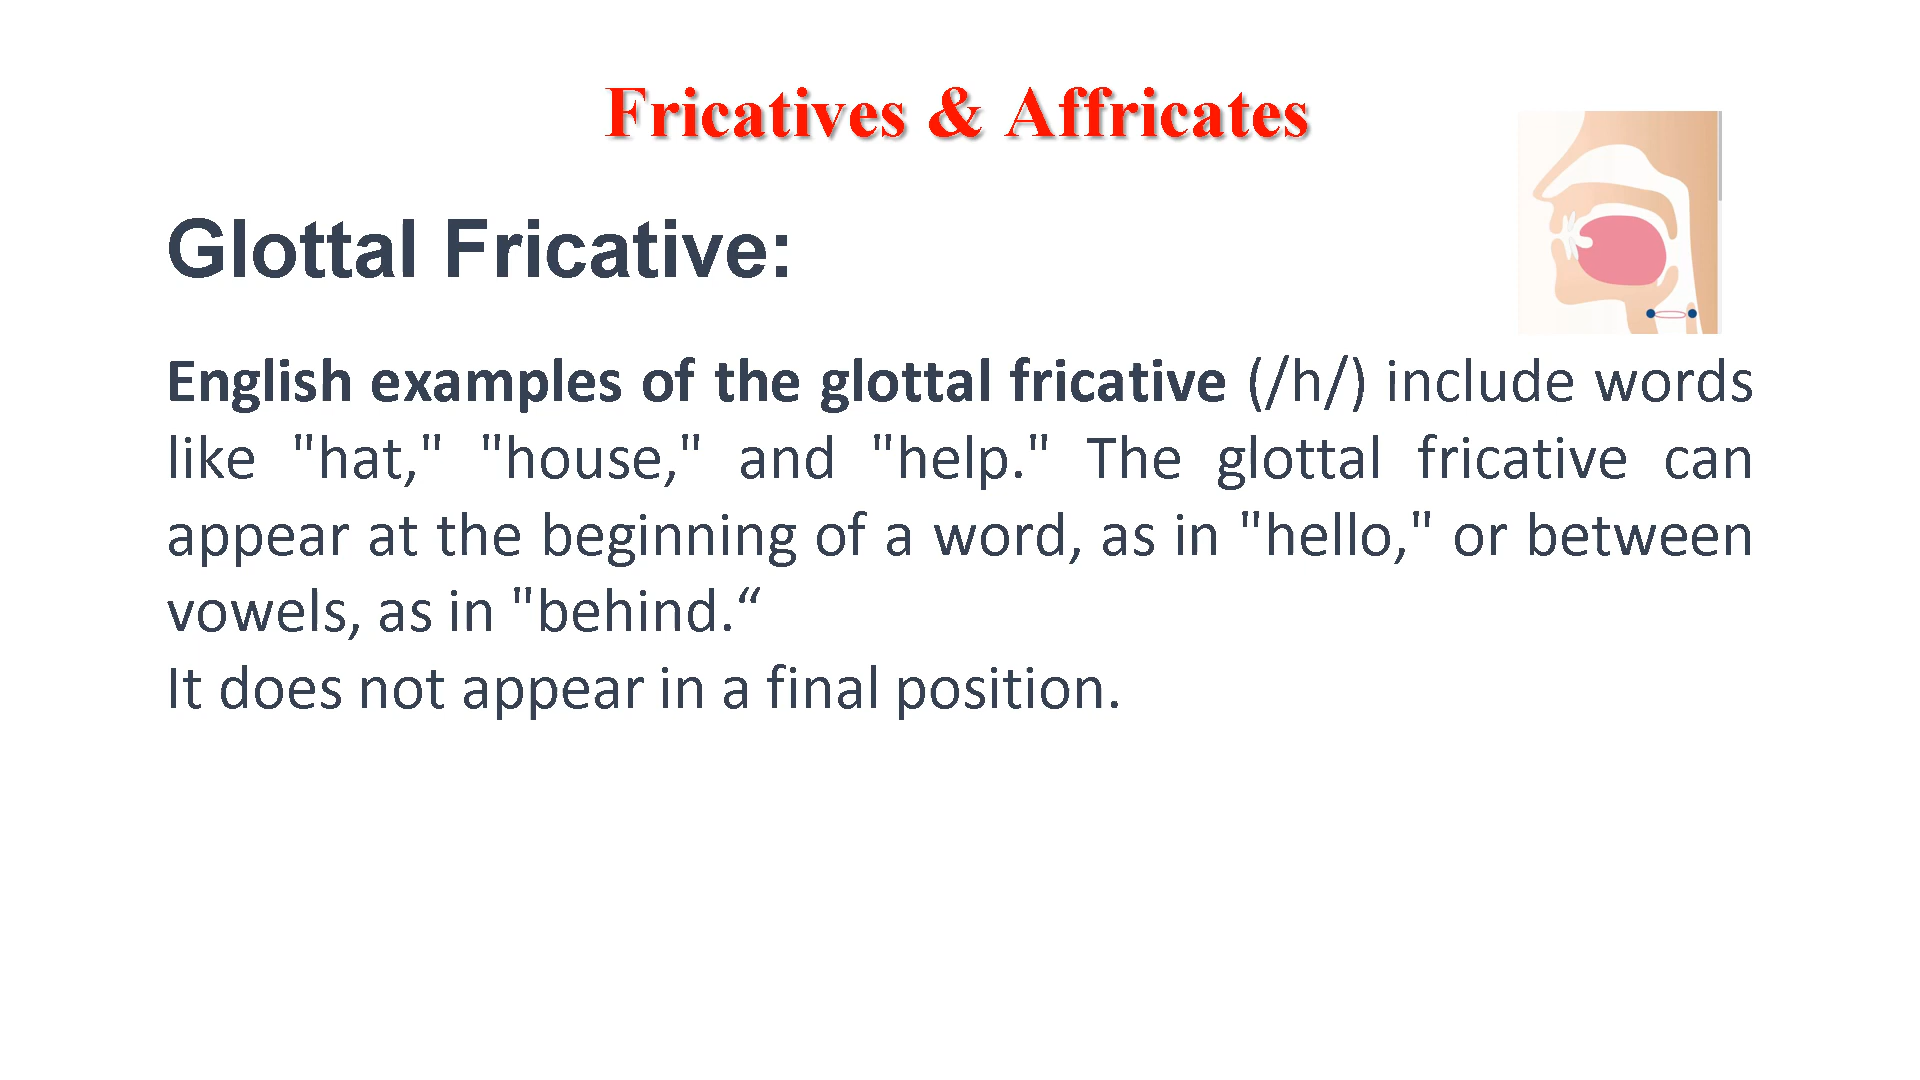 Fricatives & Affricates
Glottal Fricative:
English examples of the glottal fricative (/h/) include words
like "hat," "house," and "help." The glottal fricative can
appear at the beginning of a word, as in "hello," or between
vowels, as in "behind.“
It does not appear in a final position.